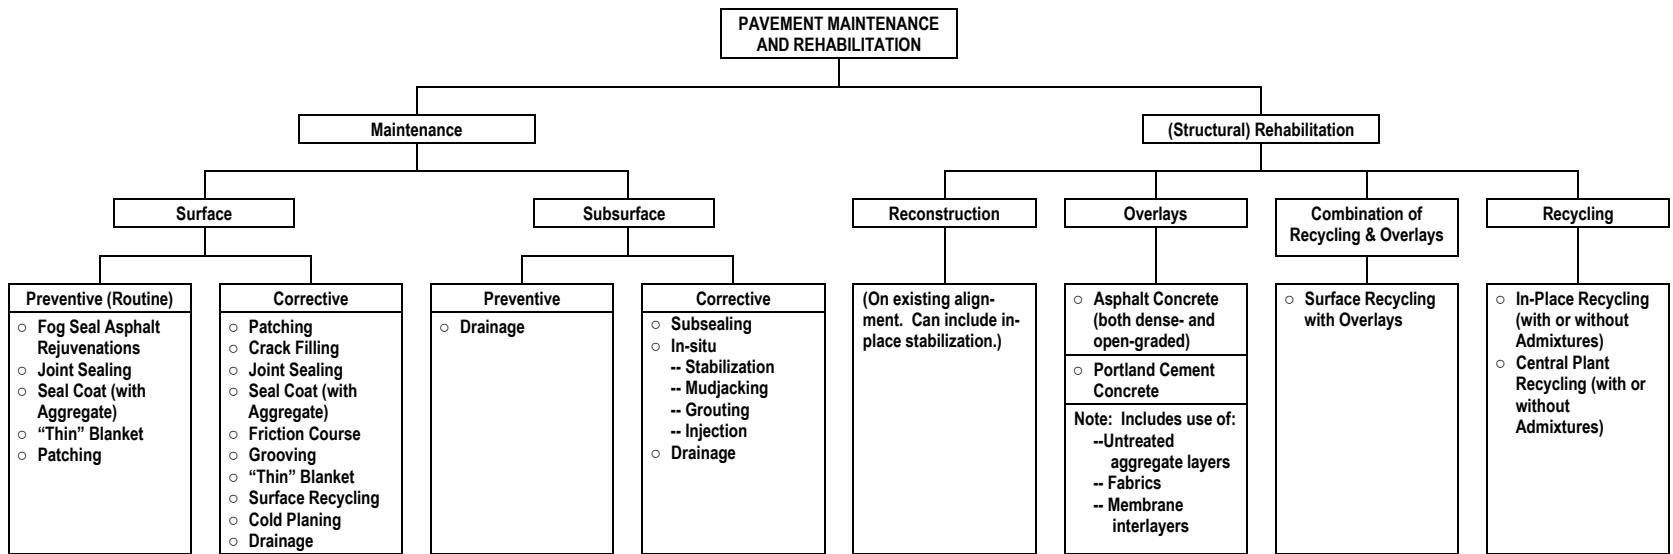 PAVEMENT MAINTENANCE
AND REHABILITATION
Maintenance
(Structural) Rehabilitation
Surface
Subsurface
Reconstruction
Overlays
Combination of
Recycling & Overlays
Recycling
Preventive (Routine)
○ Fog Seal Asphalt
Rejuvenations
○ Joint Sealing
○ Seal Coat (with
Aggregate)
○ “Thin” Blanket
○ Patching
Corrective
○ Patching
○ Crack Filling
○ Joint Sealing
○ Seal Coat (with
Aggregate)
○ Friction Course
○ Grooving
○ “Thin” Blanket
○ Surface Recycling
○ Cold Planing
○ Drainage
Preventive
○ Drainage
Corrective
○ Subsealing
○ In-situ
-- Stabilization
-- Mudjacking
-- Grouting
-- Injection
○ Drainage
(On existing align-
ment. Can include in-
place stabilization.)
○ Asphalt Concrete
(both dense- and
open-graded)
○ Portland Cement
Concrete
Note: Includes use of:
--Untreated
aggregate layers
-- Fabrics
-- Membrane
interlayers
○ Surface Recycling
with Overlays
○ In-Place Recycling
(with or without
Admixtures)
○ Central Plant
Recycling (with or
without
Admixtures)